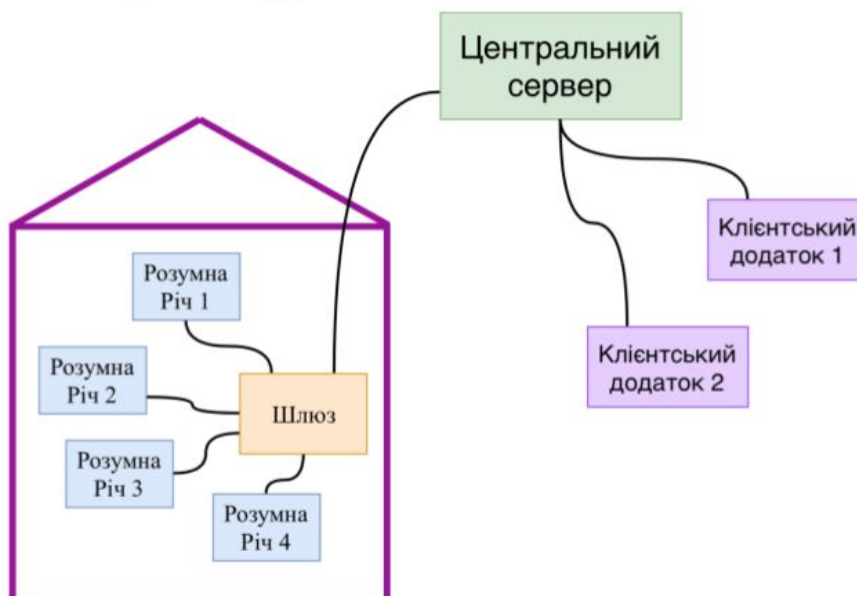 Центральний
сервер
Клієнтський
додаток 1
Розумна
Річ 1
Клієнтський
додаток 2
Розумна
Річ 2
Шлюз
Розумна
Річ 3
Розумна
Річ 4